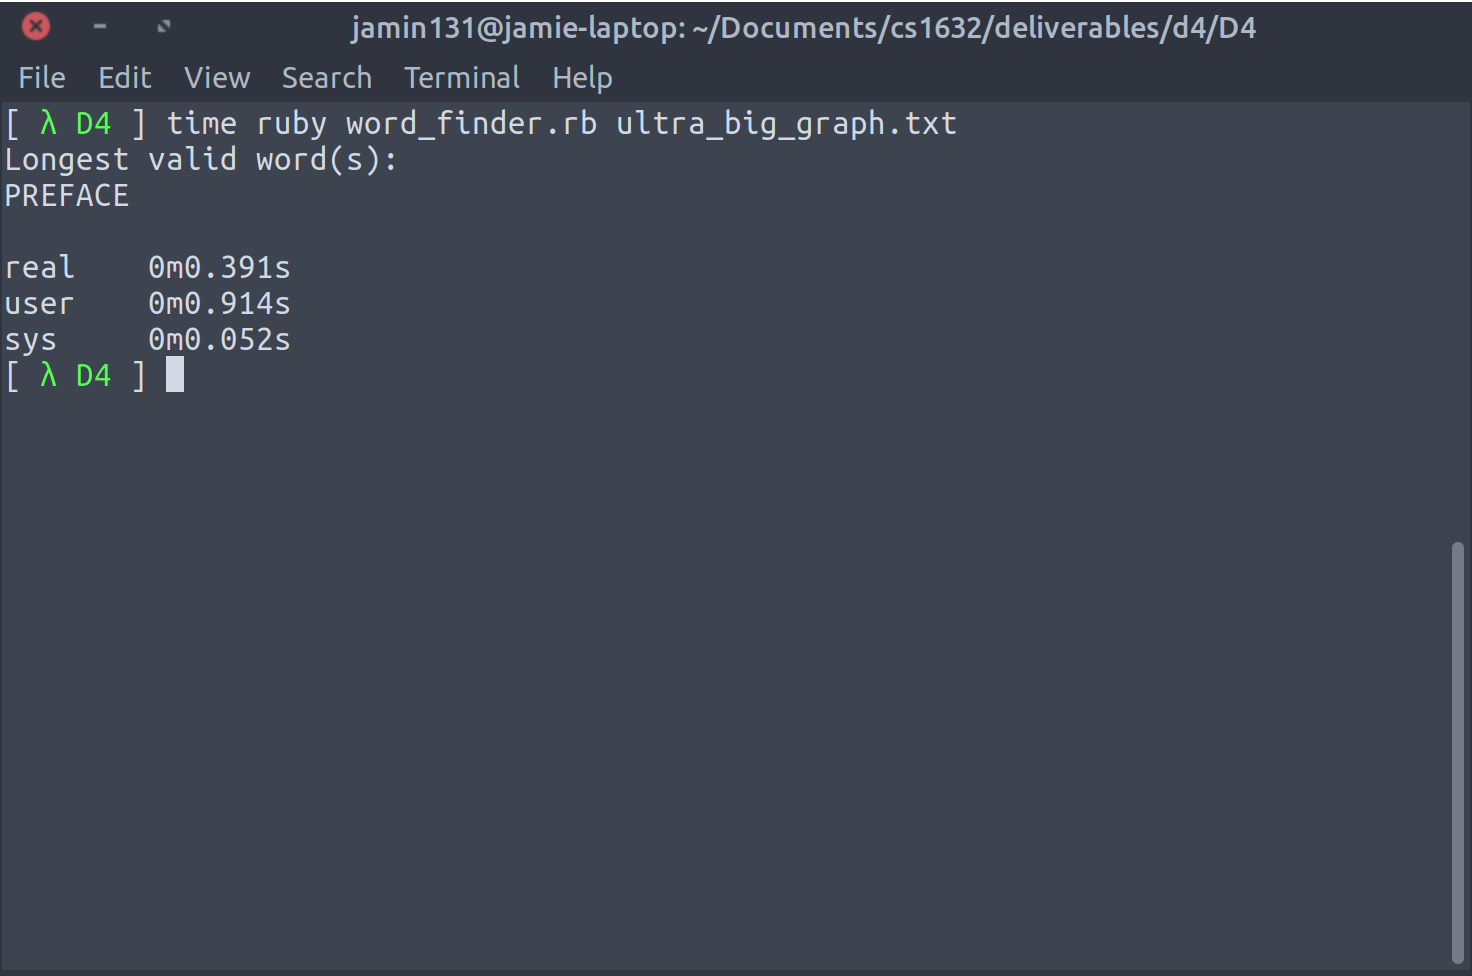 jamin131@jamie-laptop: ~/Documents/cs1632/deliverables/d4/D4
File Edit View Search Terminal Help
[ λ D4 ] time ruby word_finder.rb ultra_big_graph.txt
Longest valid word(s):
PREFACE
real 0m0.391s
user 0m0.914s
sys 0m0.052s
[ λ D4 ]